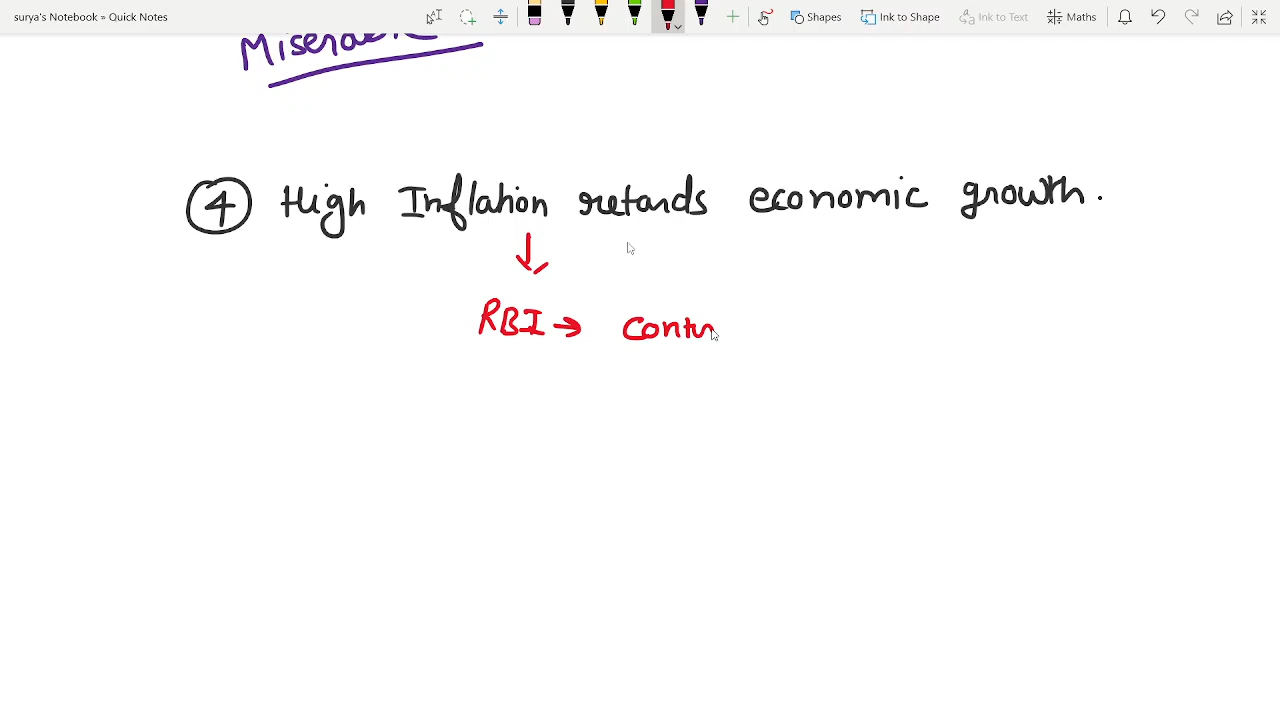 surya's Notebook » Quick Notes
Shapes
Ink to Shape
Ink to Text
Maths
Miserable
4 High Inflation retards economic growth.
RBI → contr